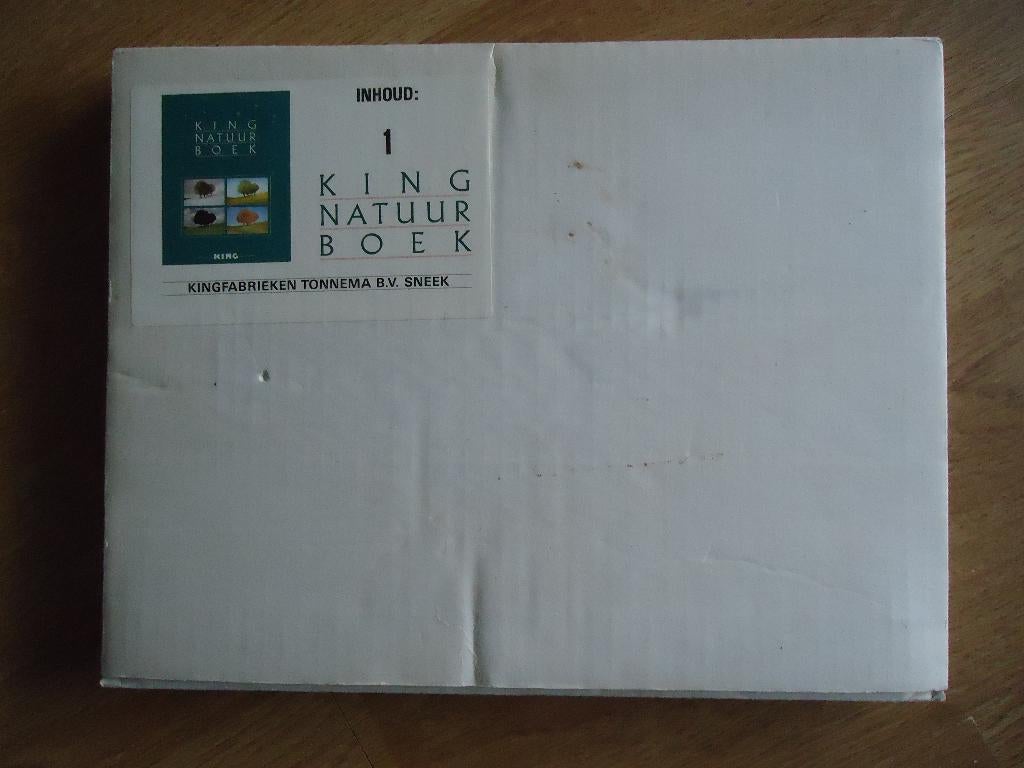 KING
NATUUR
BOEK
KING
INHOUD:
1
KING
NATUUR
BOEK
KINGFABRIEKEN TONNEMA B.V. SNEEK